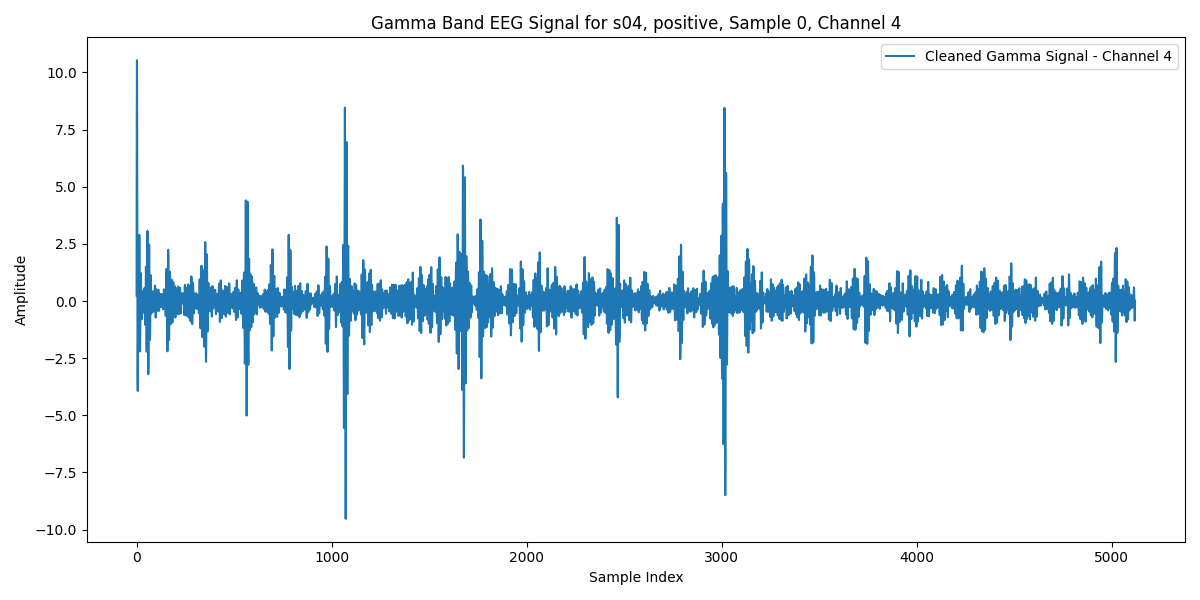 Gamma Band EEG Signal for s04, positive, Sample 0, Channel 4
Cleaned Gamma Signal - Channel 4
10.0
7.5
5.0
2.5
0.0
−2.5
−5.0
−7.5
−10.0
Amplitude
0 1000 2000 3000 4000 5000
Sample Index